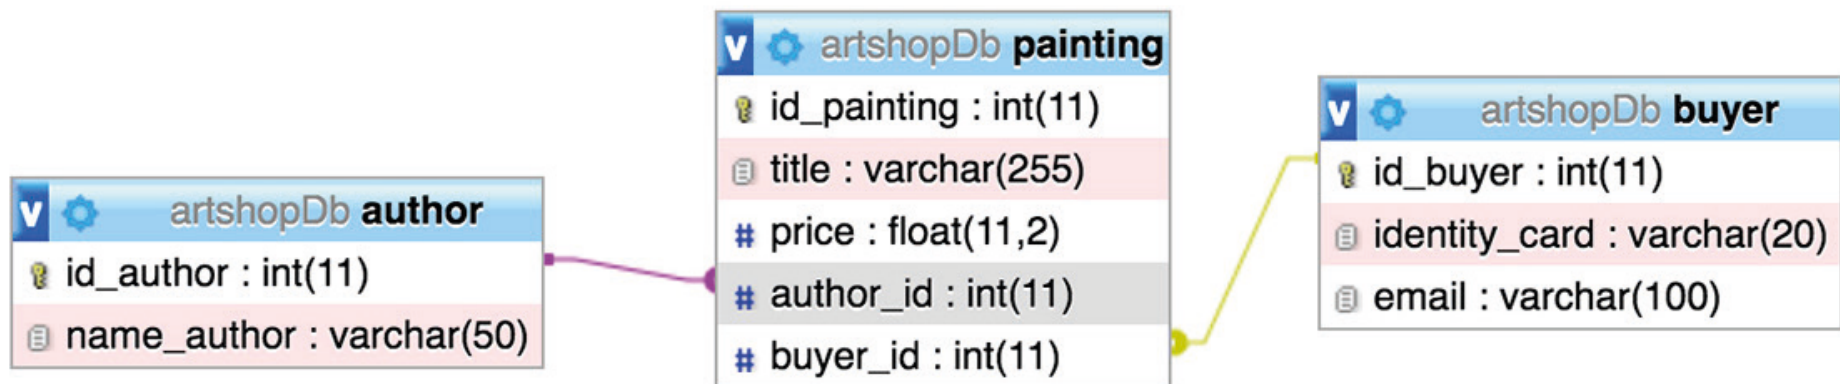 artshopDb author
id_author : int(11)
name_author : varchar(50)
artshopDb painting
id_painting : int(11)
title : varchar(255)
price : float(11,2)
author_id : int(11)
buyer_id : int(11)
artshopDb buyer
id_buyer : int(11)
identity_card : varchar(20)
email : varchar(100)